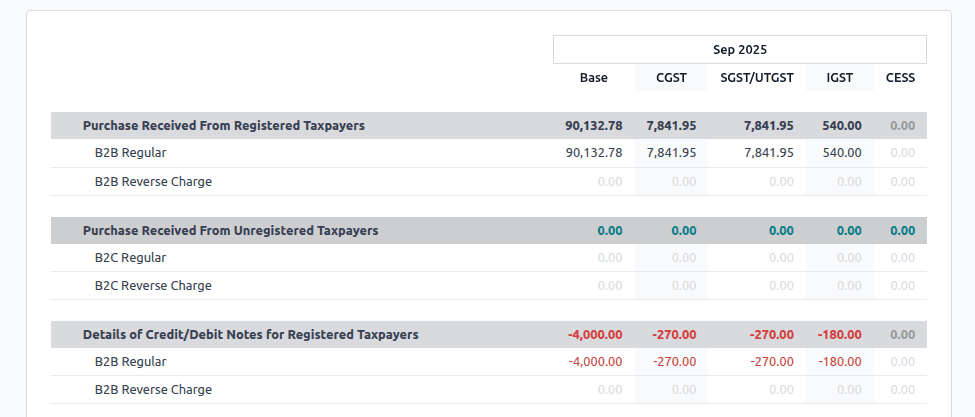 Sep 2025
Base CGST SGST/UTGST IGST CESS
Purchase Received From Registered Taxpayers 90,132.78 7,841.95 7,841.95 540.00 0.00
B2B Regular 90,132.78 7,841.95 7,841.95 540.00 0.00
B2B Reverse Charge 0.00 0.00 0.00 0.00 0.00
Purchase Received From Unregistered Taxpayers 0.00 0.00 0.00 0.00 0.00
B2C Regular 0.00 0.00 0.00 0.00 0.00
B2C Reverse Charge 0.00 0.00 0.00 0.00 0.00
Details of Credit/Debit Notes for Registered Taxpayers -4,000.00 -270.00 -270.00 -180.00 0.00
B2B Regular -4,000.00 -270.00 -270.00 -180.00 0.00
B2B Reverse Charge 0.00 0.00 0.00 0.00 0.00